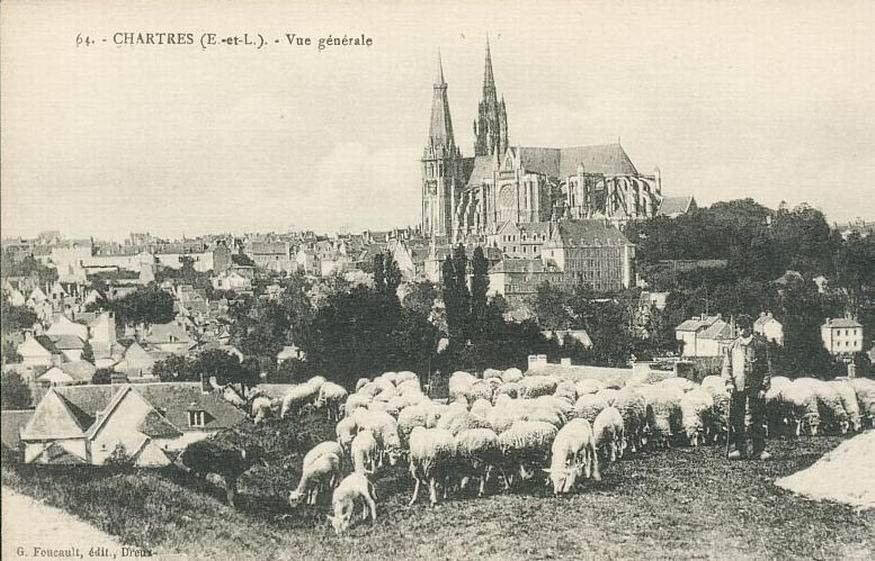 64. - CHARTRES (E.-et-L.). - Vue générale
G. Foucault, édit., Dreux